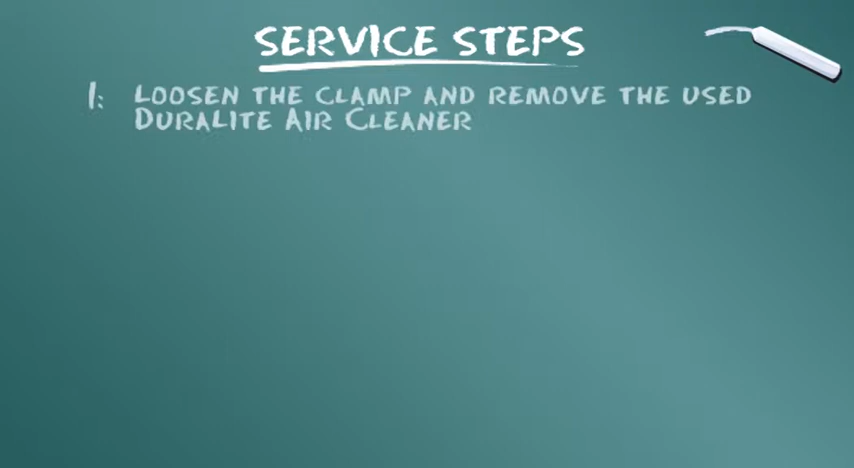 SERVICE STEPS
1: LOOSEN THE CLAMP AND REMOVE THE USED
DURALITE AIR CLEANER